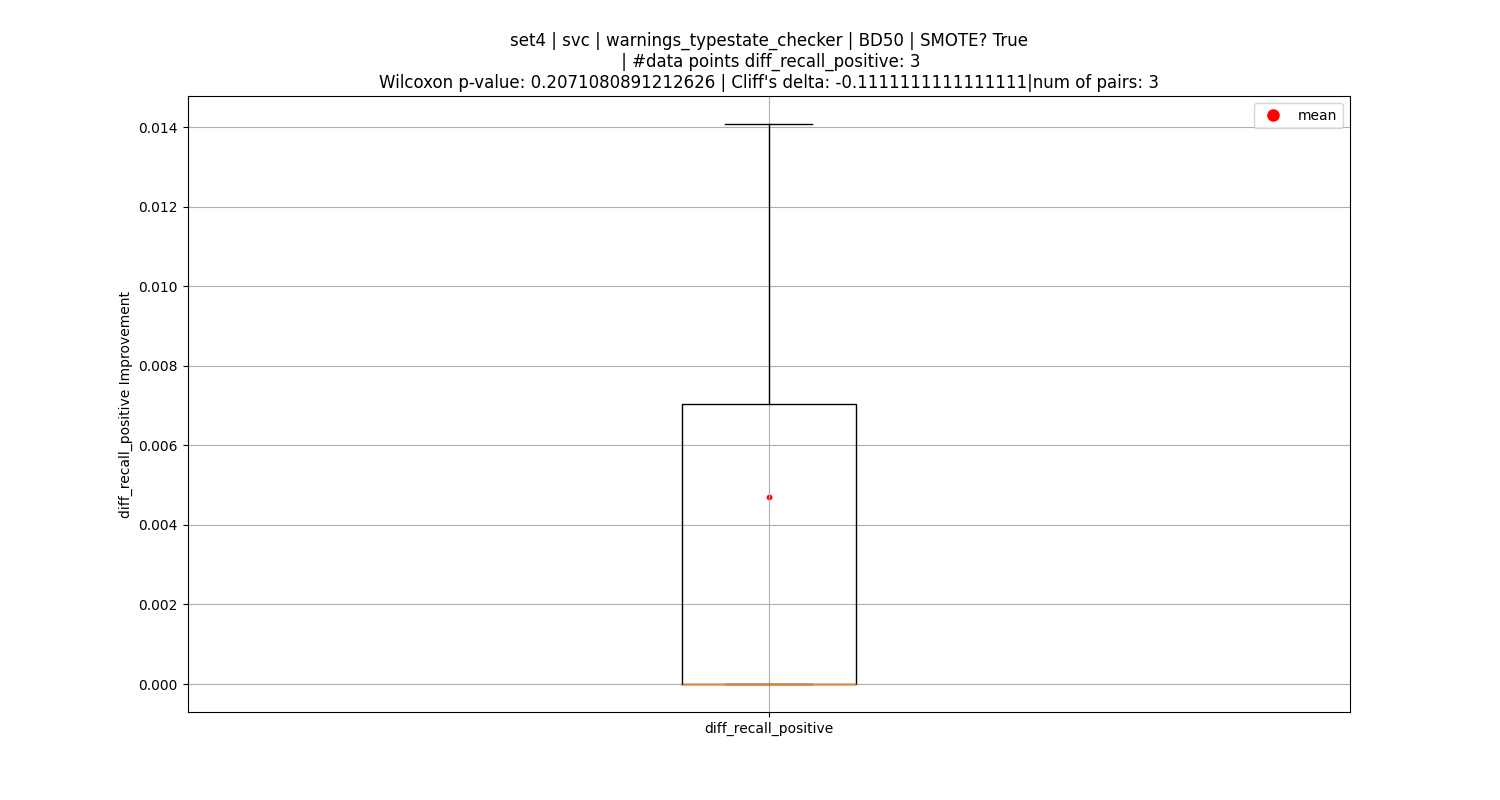 set4 | svc | warnings_typestate_checker | BD50 | SMOTE? True
| #data points diff_recall_positive: 3
Wilcoxon p-value: 0.2071080891212626 | Cliff's delta: -0.1111111111111111|num of pairs: 3
mean
0.014
0.012
0.010
0.008
0.006
0.004
0.002
0.000
diff_recall_positive Improvement
diff_recall_positive